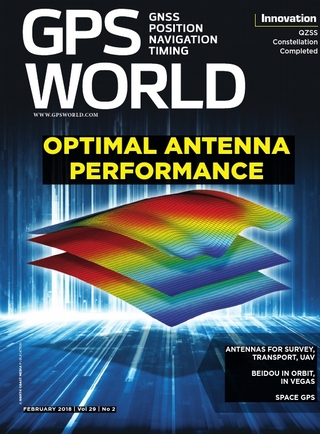 GPS
WORLD
GNSS
POSITION
NAVIGATION
TIMING
WWW.GPSWORLD.COM
Innovation
QZSS
Constellation
Completed
OPTIMAL ANTENNA
PERFORMANCE
ANTENNAS FOR SURVEY,
TRANSPORT, UAV
BEIDOU IN ORBIT,
IN VEGAS
SPACE GPS
FEBRUARY 2018 | Vol 29 | No 2